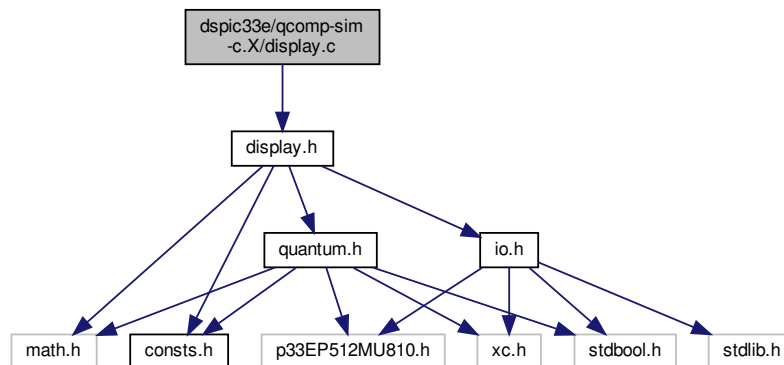 dspic33e/qcomp-sim
-c.X/display.c
display.h
quantum.h
io.h
math.h
consts.h
p33EP512MU810.h
xc.h
stdbool.h
stdlib.h